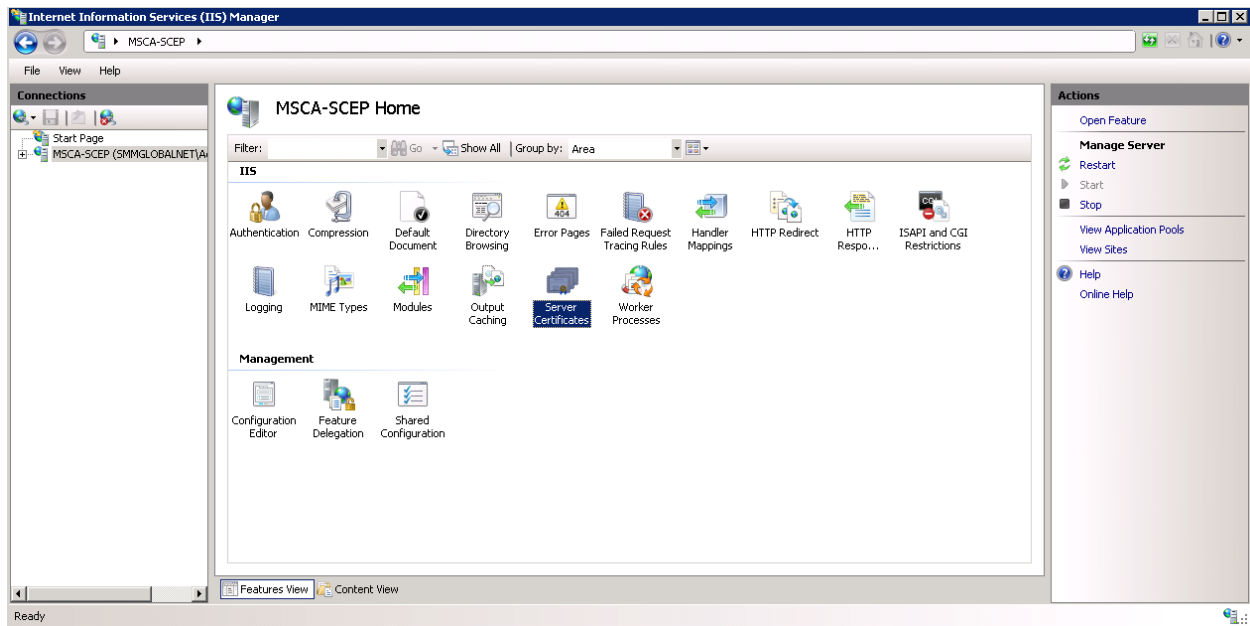 Internet Information Services (IIS) Manager
MSCA-SCEP
File View Help
Connections
Start Page
MSCA-SCEP (SMMGLOBALNET\A
MSCA-SCEP Home
Filter: Go Show All Group by: Area
IIS
Authentication Compression Default Document Directory Browsing Error Pages Failed Request Tracing Rules Handler Mappings HTTP Redirect HTTP Respo... ISAPI and CGI Restrictions
404
CGI
Logging MIME Types Modules Output Caching Server Certificates Worker Processes
Management
Configuration Editor Feature Delegation Shared Configuration
Features View Content View
Actions
Open Feature
Manage Server
Restart
Start
Stop
View Application Pools
View Sites
Help
Online Help
Ready